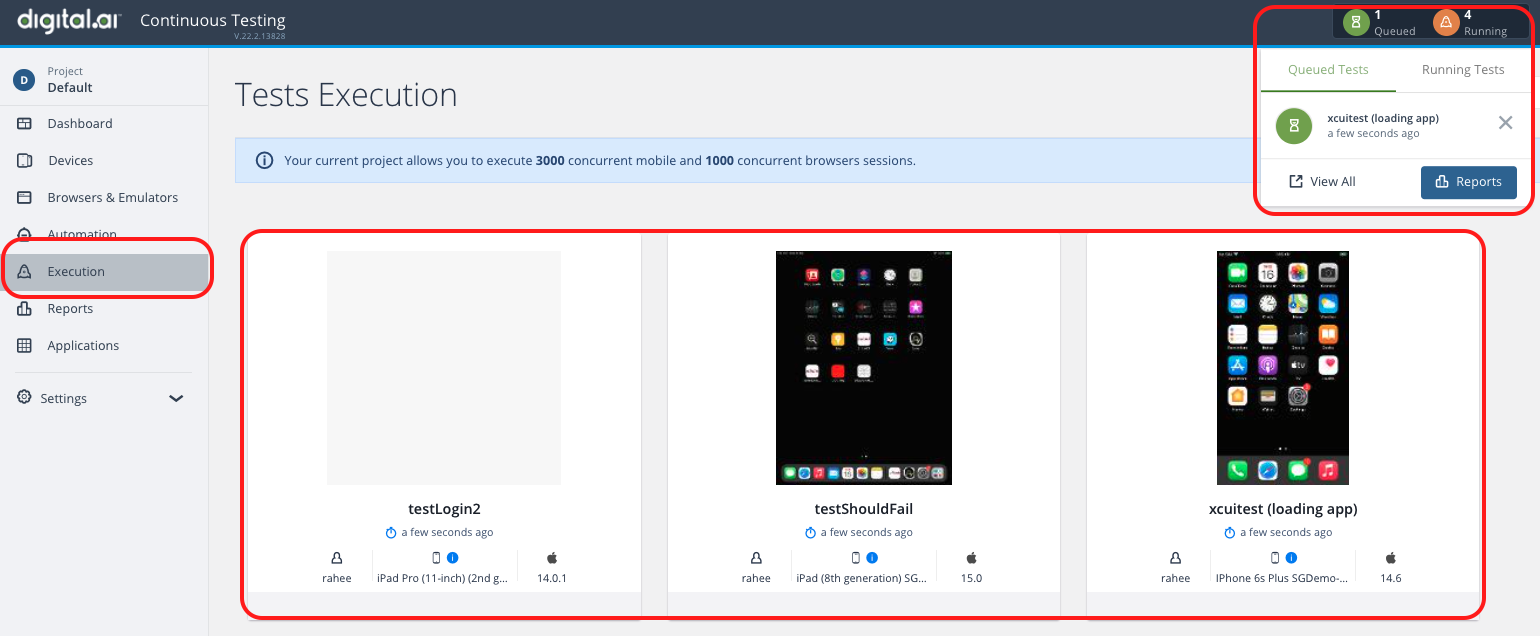 digital.ai Continuous Testing
V.22.2.13828
1 Queued 4 Running
D Project
Default
Dashboard
Devices
Browsers & Emulators
Automation
Execution
Reports
Applications
Settings
Tests Execution
Your current project allows you to execute 3000 concurrent mobile and 1000 concurrent browsers sessions.
Queued Tests Running Tests
xcuitest (loading app)
a few seconds ago
View All Reports
testLogin2
a few seconds ago
rahee iPad Pro (11-inch) (2nd g... 14.0.1
testShouldFail
a few seconds ago
rahee iPad (8th generation) SG... 15.0
xcuitest (loading app)
a few seconds ago
rahee IPhone 6s Plus SGDemo-... 14.6